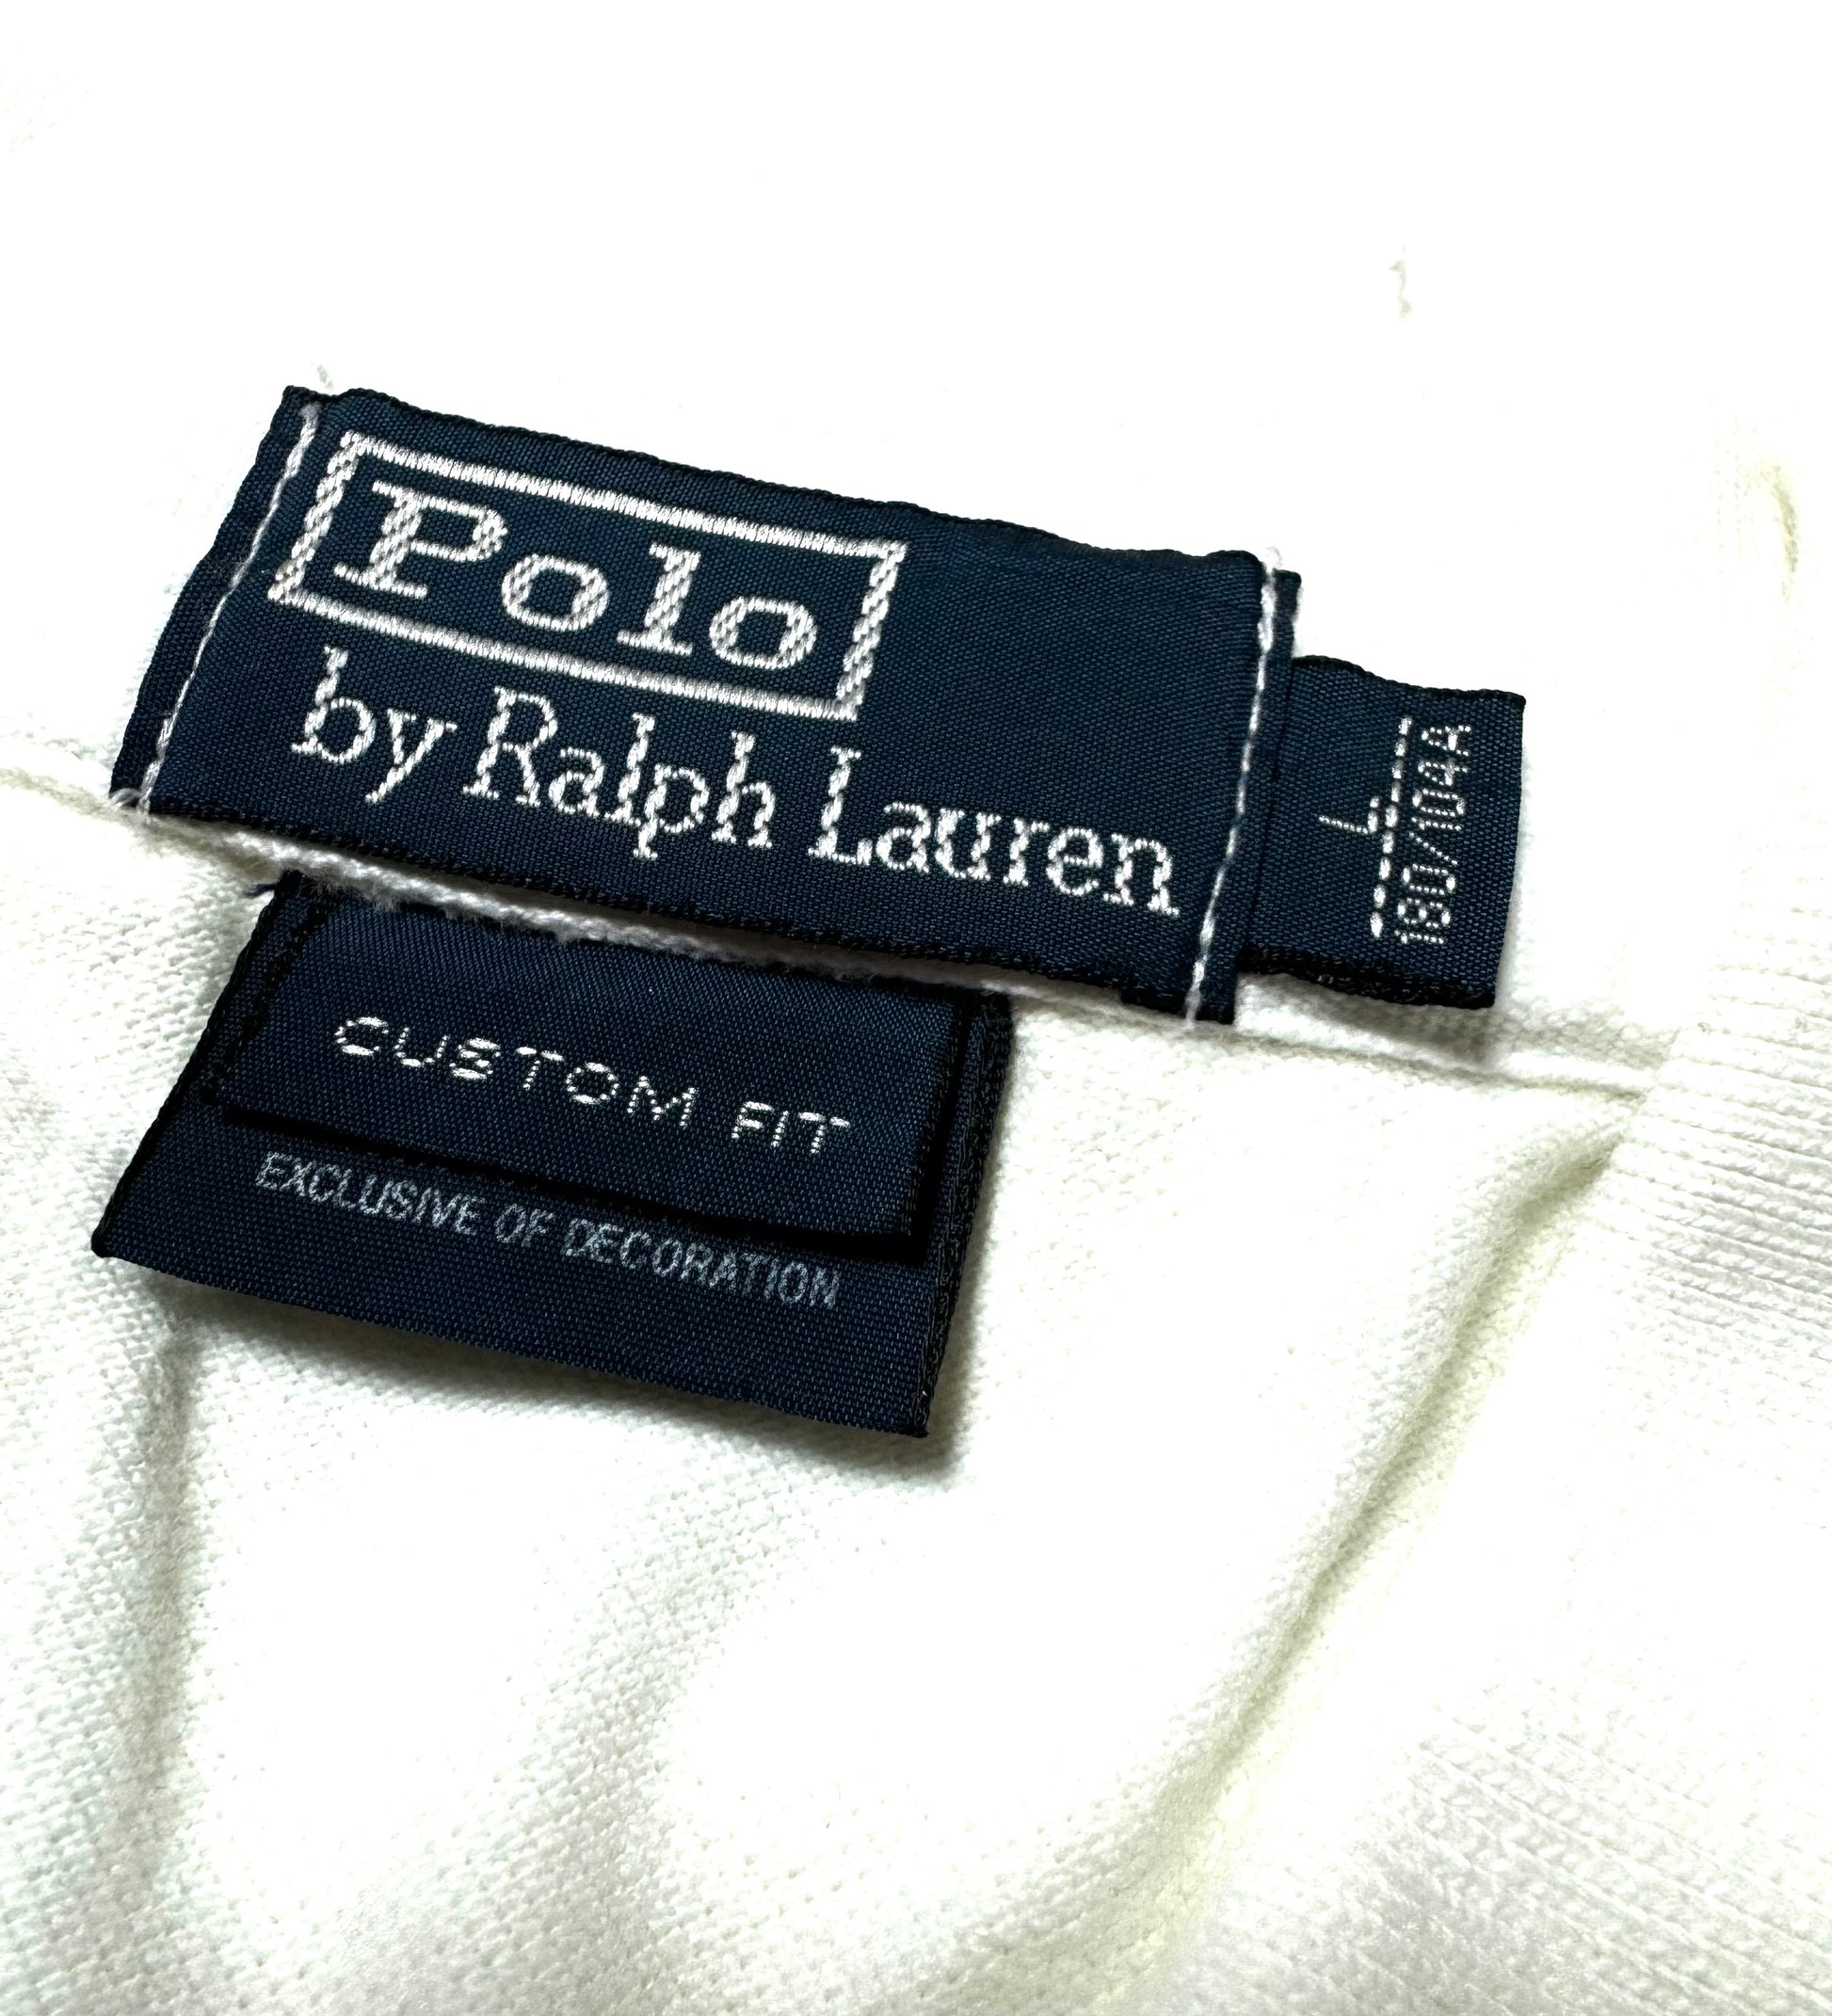 Polo
by Ralph Lauren
L
180/104A
CUSTOM FIT
EXCLUSIVE OF DECORATION